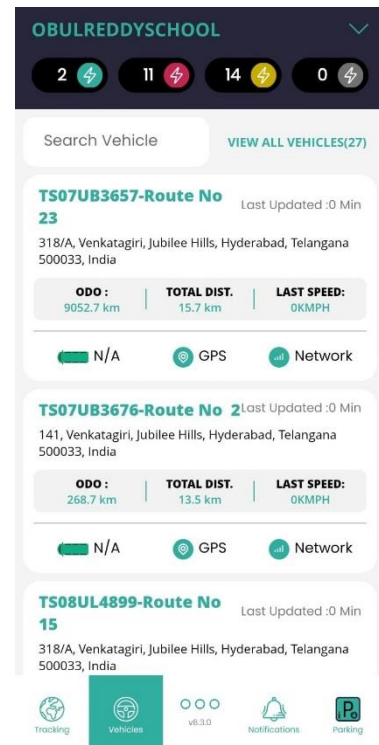 OBULREDDYSCHOOL
2 11 14 0
Search Vehicle VIEW ALL VEHICLES(27)
TS07UB3657-Route No
23
Last Updated :0 Min
318/A, Venkatagiri, Jubilee Hills, Hyderabad, Telangana
500033, India
ODO : TOTAL DIST. LAST SPEED:
9052.7 km 15.7 km 0KMPH
N/A GPS Network
TS07UB3676-Route No 2 Last Updated :0 Min
141, Venkatagiri, Jubilee Hills, Hyderabad, Telangana
500033, India
ODO : TOTAL DIST. LAST SPEED:
268.7 km 13.5 km 0KMPH
N/A GPS Network
TS08UL4899-Route No
15
Last Updated :0 Min
318/A, Venkatagiri, Jubilee Hills, Hyderabad, Telangana
500033, India
Tracking Vehicles v8.3.0 Notifications Parking